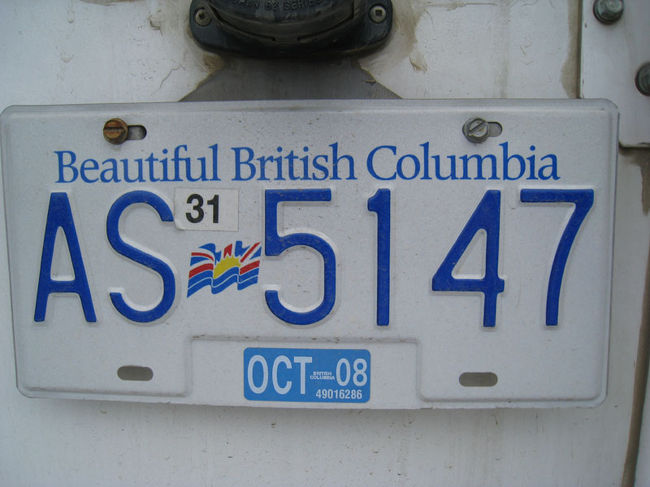 Beautiful British Columbia
AS 5147
31
OCT BRITISH COLUMBIA 08
49016286